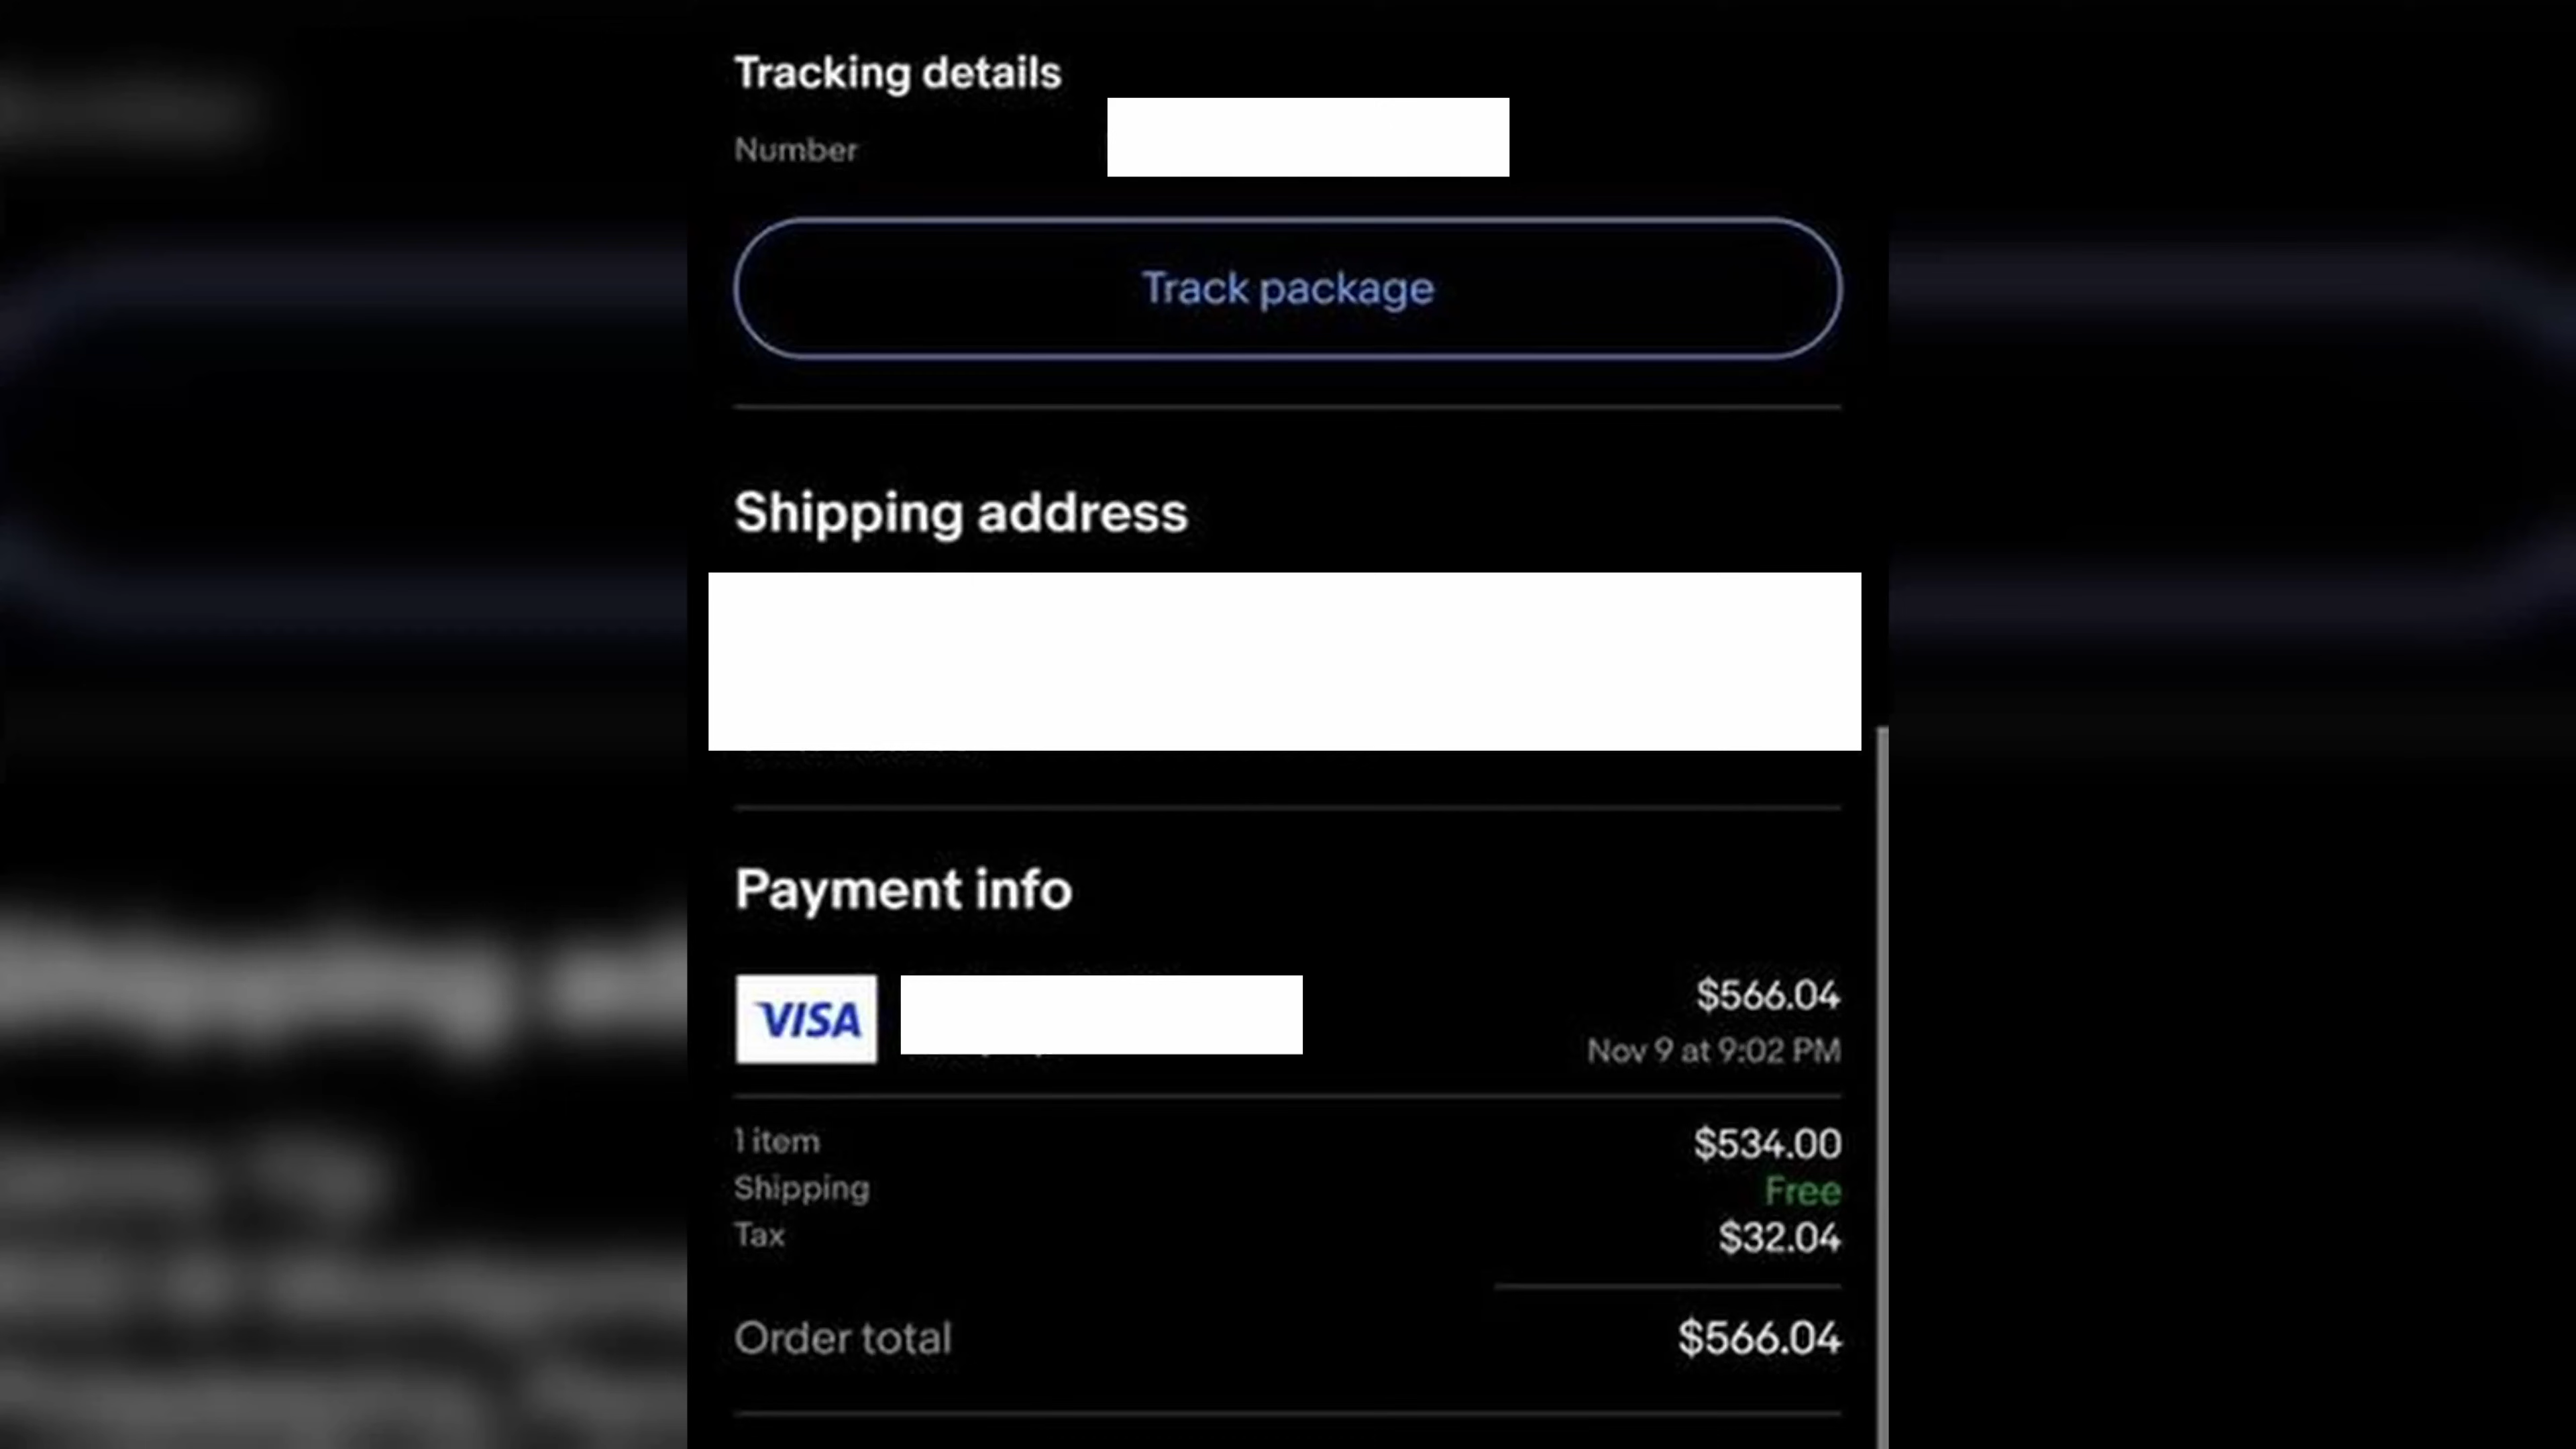 Tracking details
Number
Track package
Shipping address
Payment info
VISA
$566.04
Nov 9 at 9:02 PM
1 item $534.00
Shipping Free
Tax $32.04
Order total $566.04